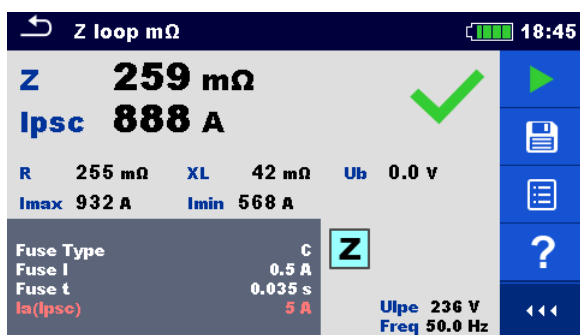 Z loop mΩ 18:45
Z 259 mΩ
Ipsc 888 A
R 255 mΩ XL 42 mΩ Ub 0.0 V
Imax 932 A Imin 568 A
Fuse Type C
Fuse I 0.5 A
Fuse t 0.035 s
Ia(Ipsc) 5 A
Z
Ulpe 236 V
Freq 50.0 Hz
?